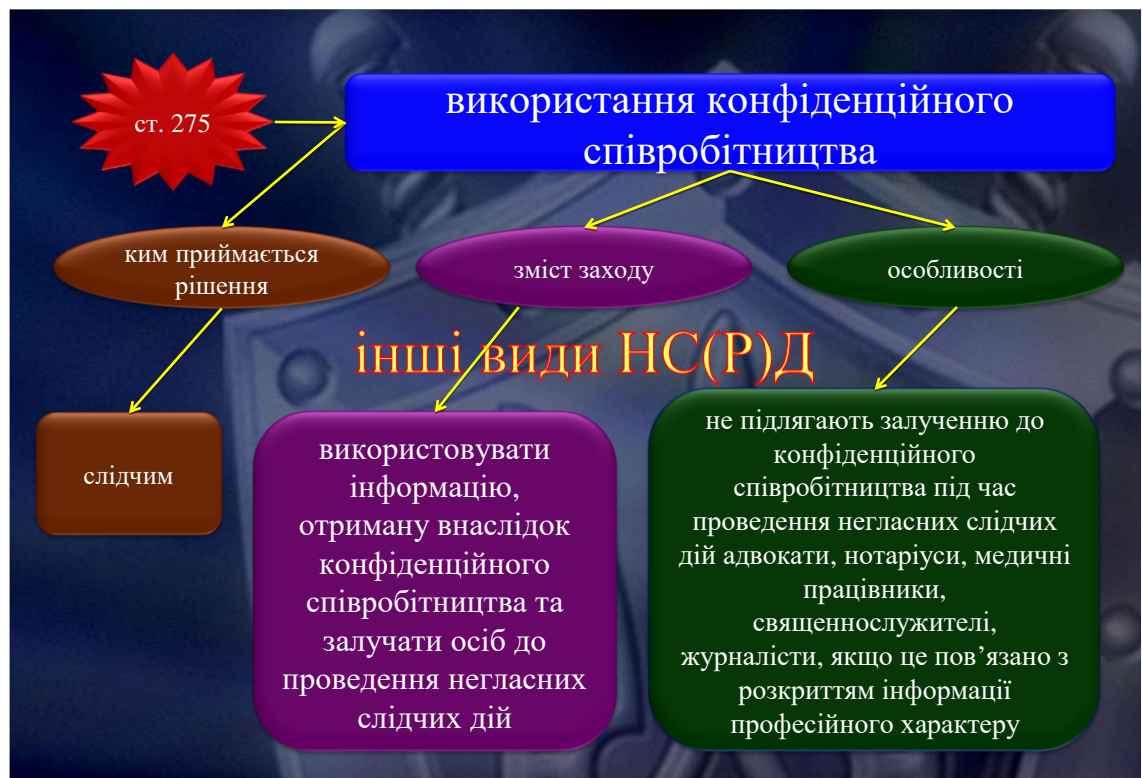 ст. 275
використання конфіденційного
співробітництва
ким приймається
рішення
зміст заходу
особливості
інші види НС(Р)Д
слідчим
використовувати
інформацію,
отриману внаслідок
конфіденційного
співробітництва та
залучати осіб до
проведення негласних
слідчих дій
не підлягають залученню до
конфіденційного
співробітництва під час
проведення негласних слідчих
дій адвокати, нотаріуси, медичні
працівники,
священнослужителі,
журналісти, якщо це пов’язано з
розкриттям інформації
професійного характеру